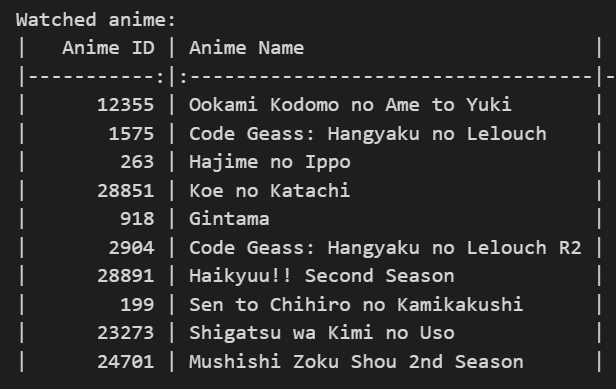 Watched anime:
|   Anime ID | Anime Name                          |
|-----------:|:------------------------------------|-
|      12355 | Ookami Kodomo no Ame to Yuki        |
|       1575 | Code Geass: Hangyaku no Lelouch     |
|        263 | Hajime no Ippo                      |
|      28851 | Koe no Katachi                      |
|        918 | Gintama                             |
|       2904 | Code Geass: Hangyaku no Lelouch R2 |
|      28891 | Haikyuu!! Second Season             |
|        199 | Sen to Chihiro no Kamikakushi       |
|      23273 | Shigatsu wa Kimi no Uso             |
|      24701 | Mushishi Zoku Shou 2nd Season       |